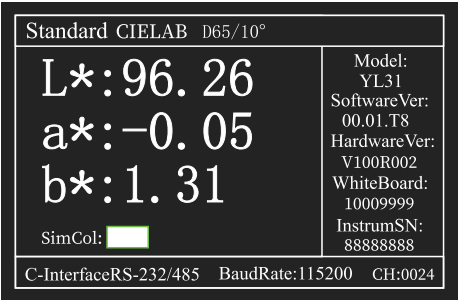 Standard CIELAB D65/10°
L*:96.26
a*:-0.05
b*:1.31
SimCol:
Model:
YL31
SoftwareVer:
00.01.T8
HardwareVer:
V100R002
WhiteBoard:
10009999
InstrumSN:
88888888
C-InterfaceRS-232/485 BaudRate:115200 CH:0024